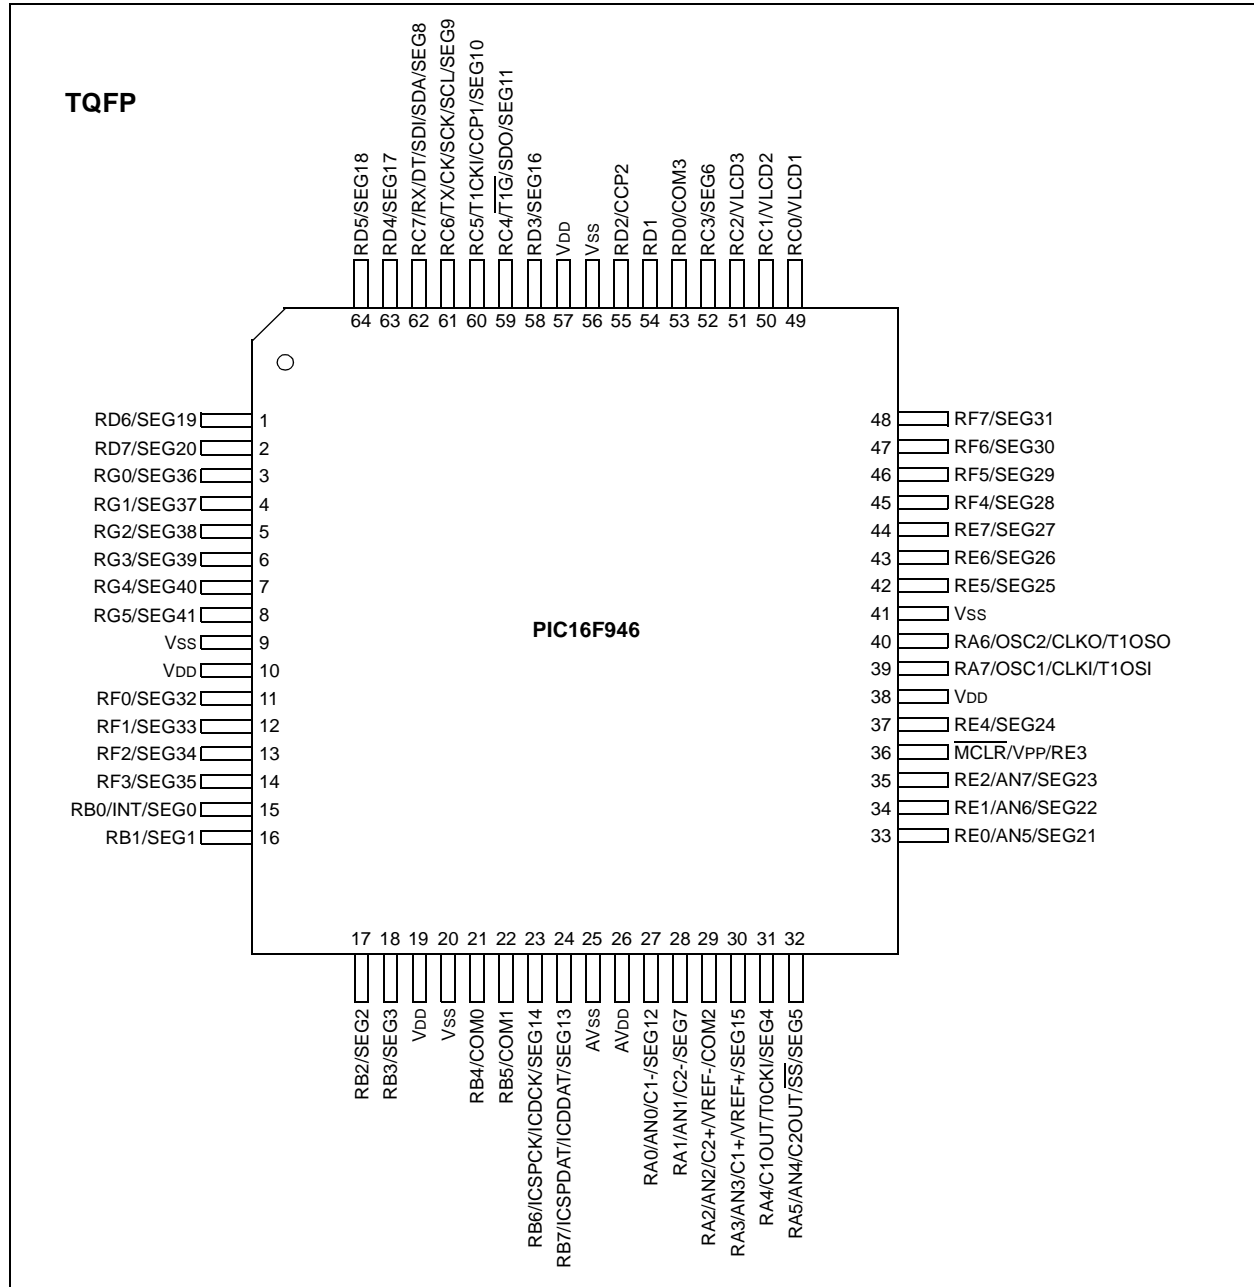 TQFP
RD5/SEG18
RD4/SEG17
RC7/RX/DT/SDI/SDA/SEG8
RC6/TX/CK/SCK/SCL/SEG9
RC5/T1CKI/CCP1/SEG10
RC4/T1G/SDO/SEG11
RD3/SEG16
VDD
VSS
RD2/CCP2
RD1
RD0/COM3
RC3/SEG6
RC2/VLCD3
RC1/VLCD2
RC0/VLCD1
64 63 62 61 60 59 58 57 56 55 54 53 52 51 50 49
RD6/SEG19 1
RD7/SEG20 2
RG0/SEG36 3
RG1/SEG37 4
RG2/SEG38 5
RG3/SEG39 6
RG4/SEG40 7
RG5/SEG41 8
VSS 9
VDD 10
RF0/SEG32 11
RF1/SEG33 12
RF2/SEG34 13
RF3/SEG35 14
RB0/INT/SEG0 15
RB1/SEG1 16
PIC16F946
48 RF7/SEG31
47 RF6/SEG30
46 RF5/SEG29
45 RF4/SEG28
44 RE7/SEG27
43 RE6/SEG26
42 RE5/SEG25
41 VSS
40 RA6/OSC2/CLKO/T1OSO
39 RA7/OSC1/CLKI/T1OSI
38 VDD
37 RE4/SEG24
36 MCLR/VPP/RE3
35 RE2/AN7/SEG23
34 RE1/AN6/SEG22
33 RE0/AN5/SEG21
17 18 19 20 21 22 23 24 25 26 27 28 29 30 31 32
RB2/SEG2
RB3/SEG3
VDD
VSS
RB4/COM0
RB5/COM1
RB6/ICSPCK/ICDCK/SEG14
RB7/ICSPDAT/ICDDAT/SEG13
AVSS
AVDD
RA0/AN0/C1-/SEG12
RA1/AN1/C2-/SEG7
RA2/AN2/C2+/VREF-/COM2
RA3/AN3/C1+/VREF+/SEG15
RA4/C1OUT/T0CKI/SEG4
RA5/AN4/C2OUT/SS/SEG5